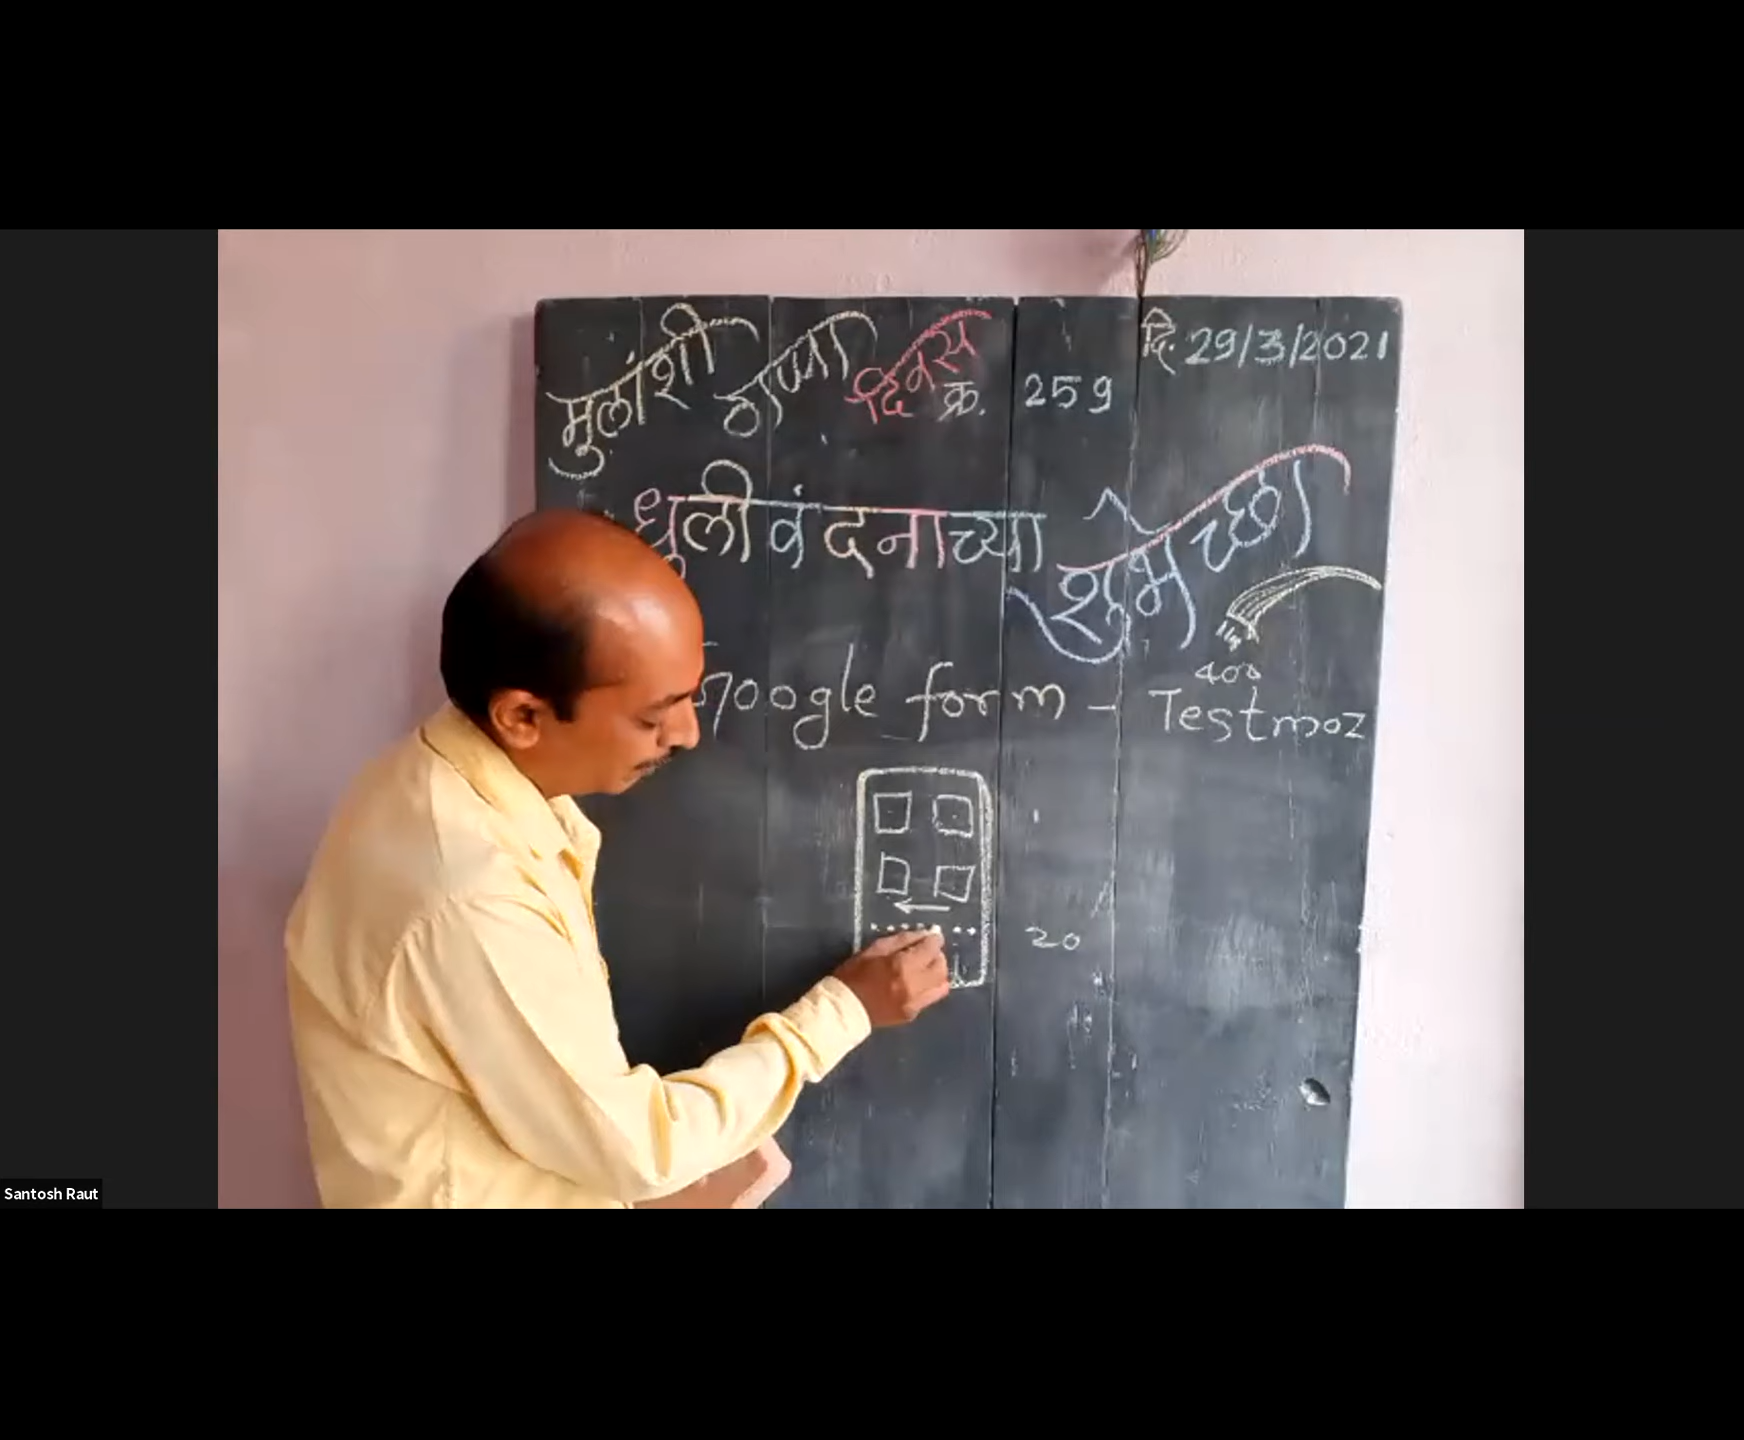 मुलांशी गप्पा दिवस क्र. 259 दि. 29/3/2021
धुलीवंदनाच्या शुभेच्छा
Google form - Testmoz
400
20
Santosh Raut